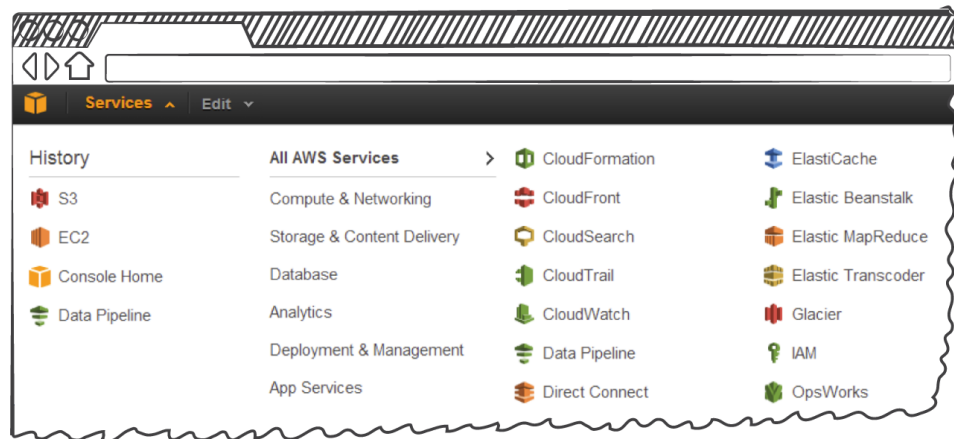 Services
Edit
History
S3
EC2
Console Home
Data Pipeline
All AWS Services
Compute & Networking
Storage & Content Delivery
Database
Analytics
Deployment & Management
App Services
CloudFormation
CloudFront
CloudSearch
CloudTrail
CloudWatch
Data Pipeline
Direct Connect
ElastiCache
Elastic Beanstalk
Elastic MapReduce
Elastic Transcoder
Glacier
IAM
OpsWorks